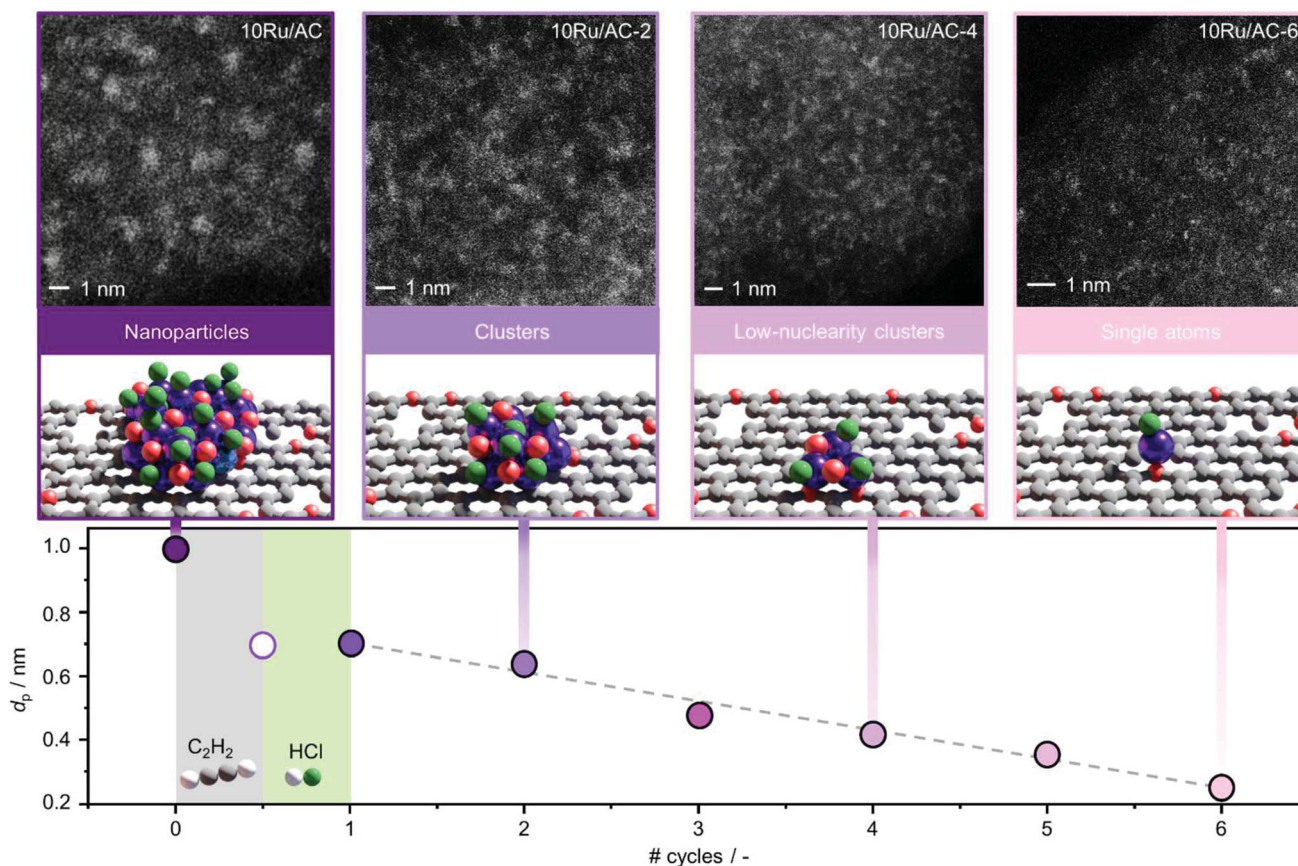 10Ru/AC
10Ru/AC-2
10Ru/AC-4
10Ru/AC-6
1 nm
1 nm
1 nm
1 nm
Nanoparticles
Clusters
Low-nuclearity clusters
Single atoms
1.0
0.8
0.6
0.4
0.2
dₚ / nm
C₂H₂
HCl
0
1
2
3
4
5
6
# cycles / -